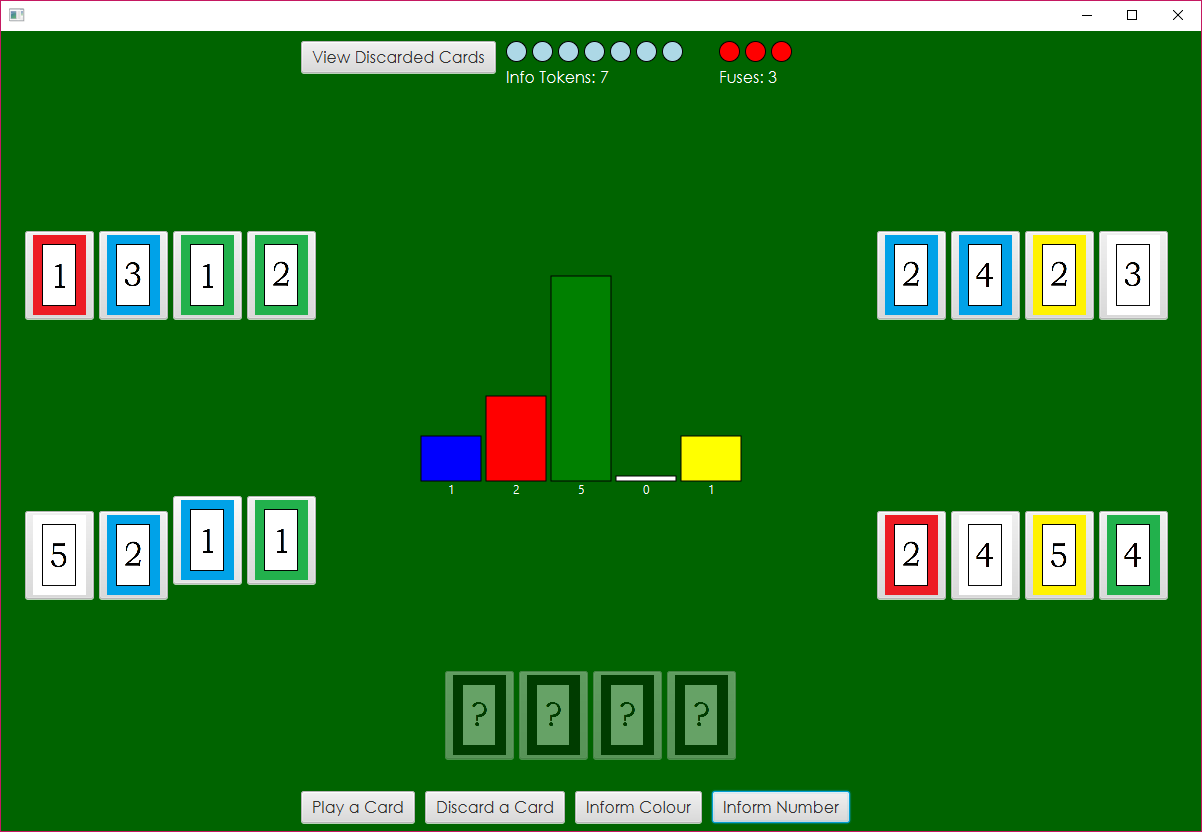 View Discarded Cards
Info Tokens: 7
Fuses: 3
1 3 1 2
2 4 2 3
1 2 5 0 1
5 2 1 1
2 4 5 4
? ? ? ?
Play a Card
Discard a Card
Inform Colour
Inform Number